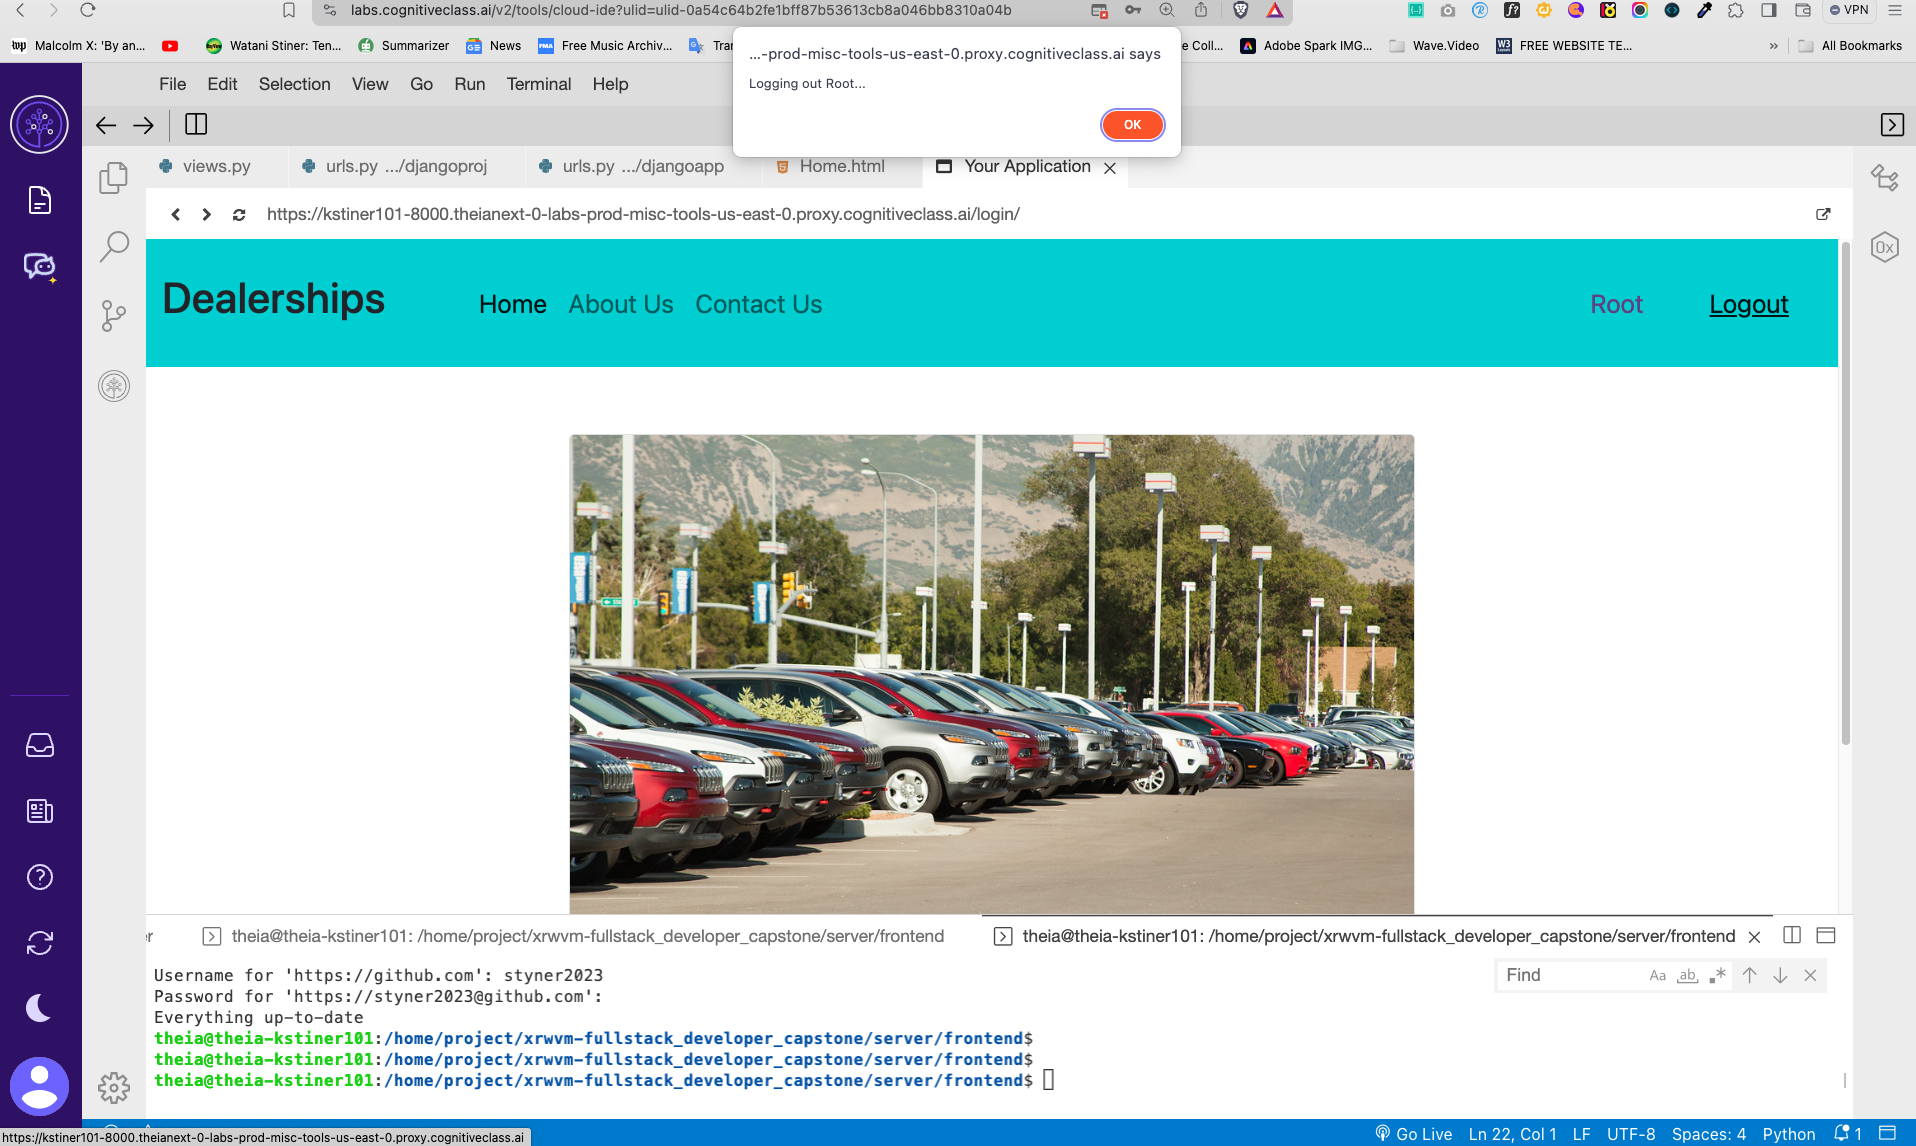 labs.cognitiveclass.ai/v2/tools/cloud-ide?ulid=ulid-0a54c64b2fe1bff87b53613cb8a046bb8310a04b
VPN
Malcolm X: 'By an...
Watani Stiner: Ten...
Summarizer
News
Free Music Archiv...
Tran
e Coll...
Adobe Spark IMG...
Wave.Video
FREE WEBSITE TE...
»
All Bookmarks
...-prod-misc-tools-us-east-0.proxy.cognitiveclass.ai says
Logging out Root...
OK
File Edit Selection View Go Run Terminal Help
views.py
urls.py .../djangoproj
urls.py .../djangoapp
Home.html
Your Application
https://kstiner101-8000.theianext-0-labs-prod-misc-tools-us-east-0.proxy.cognitiveclass.ai/login/
Dealerships
Home About Us Contact Us
Root
Logout
er
theia@theia-kstiner101: /home/project/xrwvm-fullstack_developer_capstone/server/frontend
theia@theia-kstiner101: /home/project/xrwvm-fullstack_developer_capstone/server/frontend
Find
Aa
ab
Username for 'https://github.com': styner2023
Password for 'https://styner2023@github.com':
Everything up-to-date
theia@theia-kstiner101:/home/project/xrwvm-fullstack_developer_capstone/server/frontend$
theia@theia-kstiner101:/home/project/xrwvm-fullstack_developer_capstone/server/frontend$
theia@theia-kstiner101:/home/project/xrwvm-fullstack_developer_capstone/server/frontend$
https://kstiner101-8000.theianext-0-labs-prod-misc-tools-us-east-0.proxy.cognitiveclass.ai
Go Live
Ln 22, Col 1
LF
UTF-8
Spaces: 4
Python
1